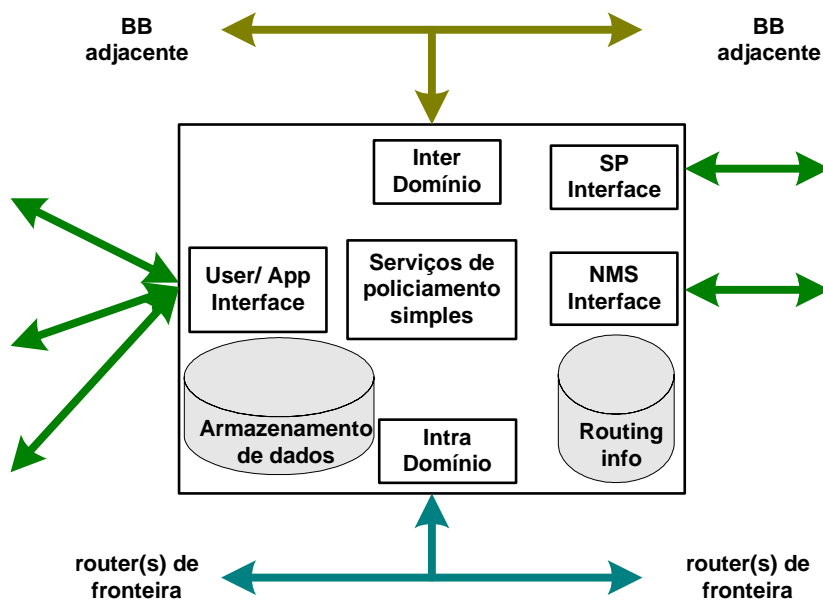 BB
adjacente
BB
adjacente
Inter
Domínio
SP
Interface
User/ App
Interface
Serviços de
policiamento
simples
NMS
Interface
Armazenamento
de dados
Intra
Domínio
Routing
info
router(s) de
fronteira
router(s) de
fronteira